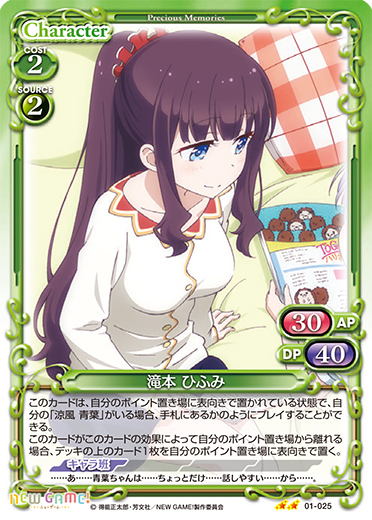 Precious Memories
Character
COST
2
SOURCE
2
30 AP
DP 40
滝本 ひふみ
このカードは、自分のポイント置き場に表向きで置かれている状態で、自
分の「涼風 青葉」がいる場合、手札にあるかのようにプレイすることがで
きる。
このカードがこのカードの効果によって自分のポイント置き場から離れ
る場合、デッキの上のカード1枚を自分のポイント置き場に表向きで置く。
キャラ班
……あ……青葉ちゃんは……ちょっとだけ……話しやすい……から……。
NEW GAME!
© 得能正太郎・芳文社／NEW GAME!製作委員会
01-025